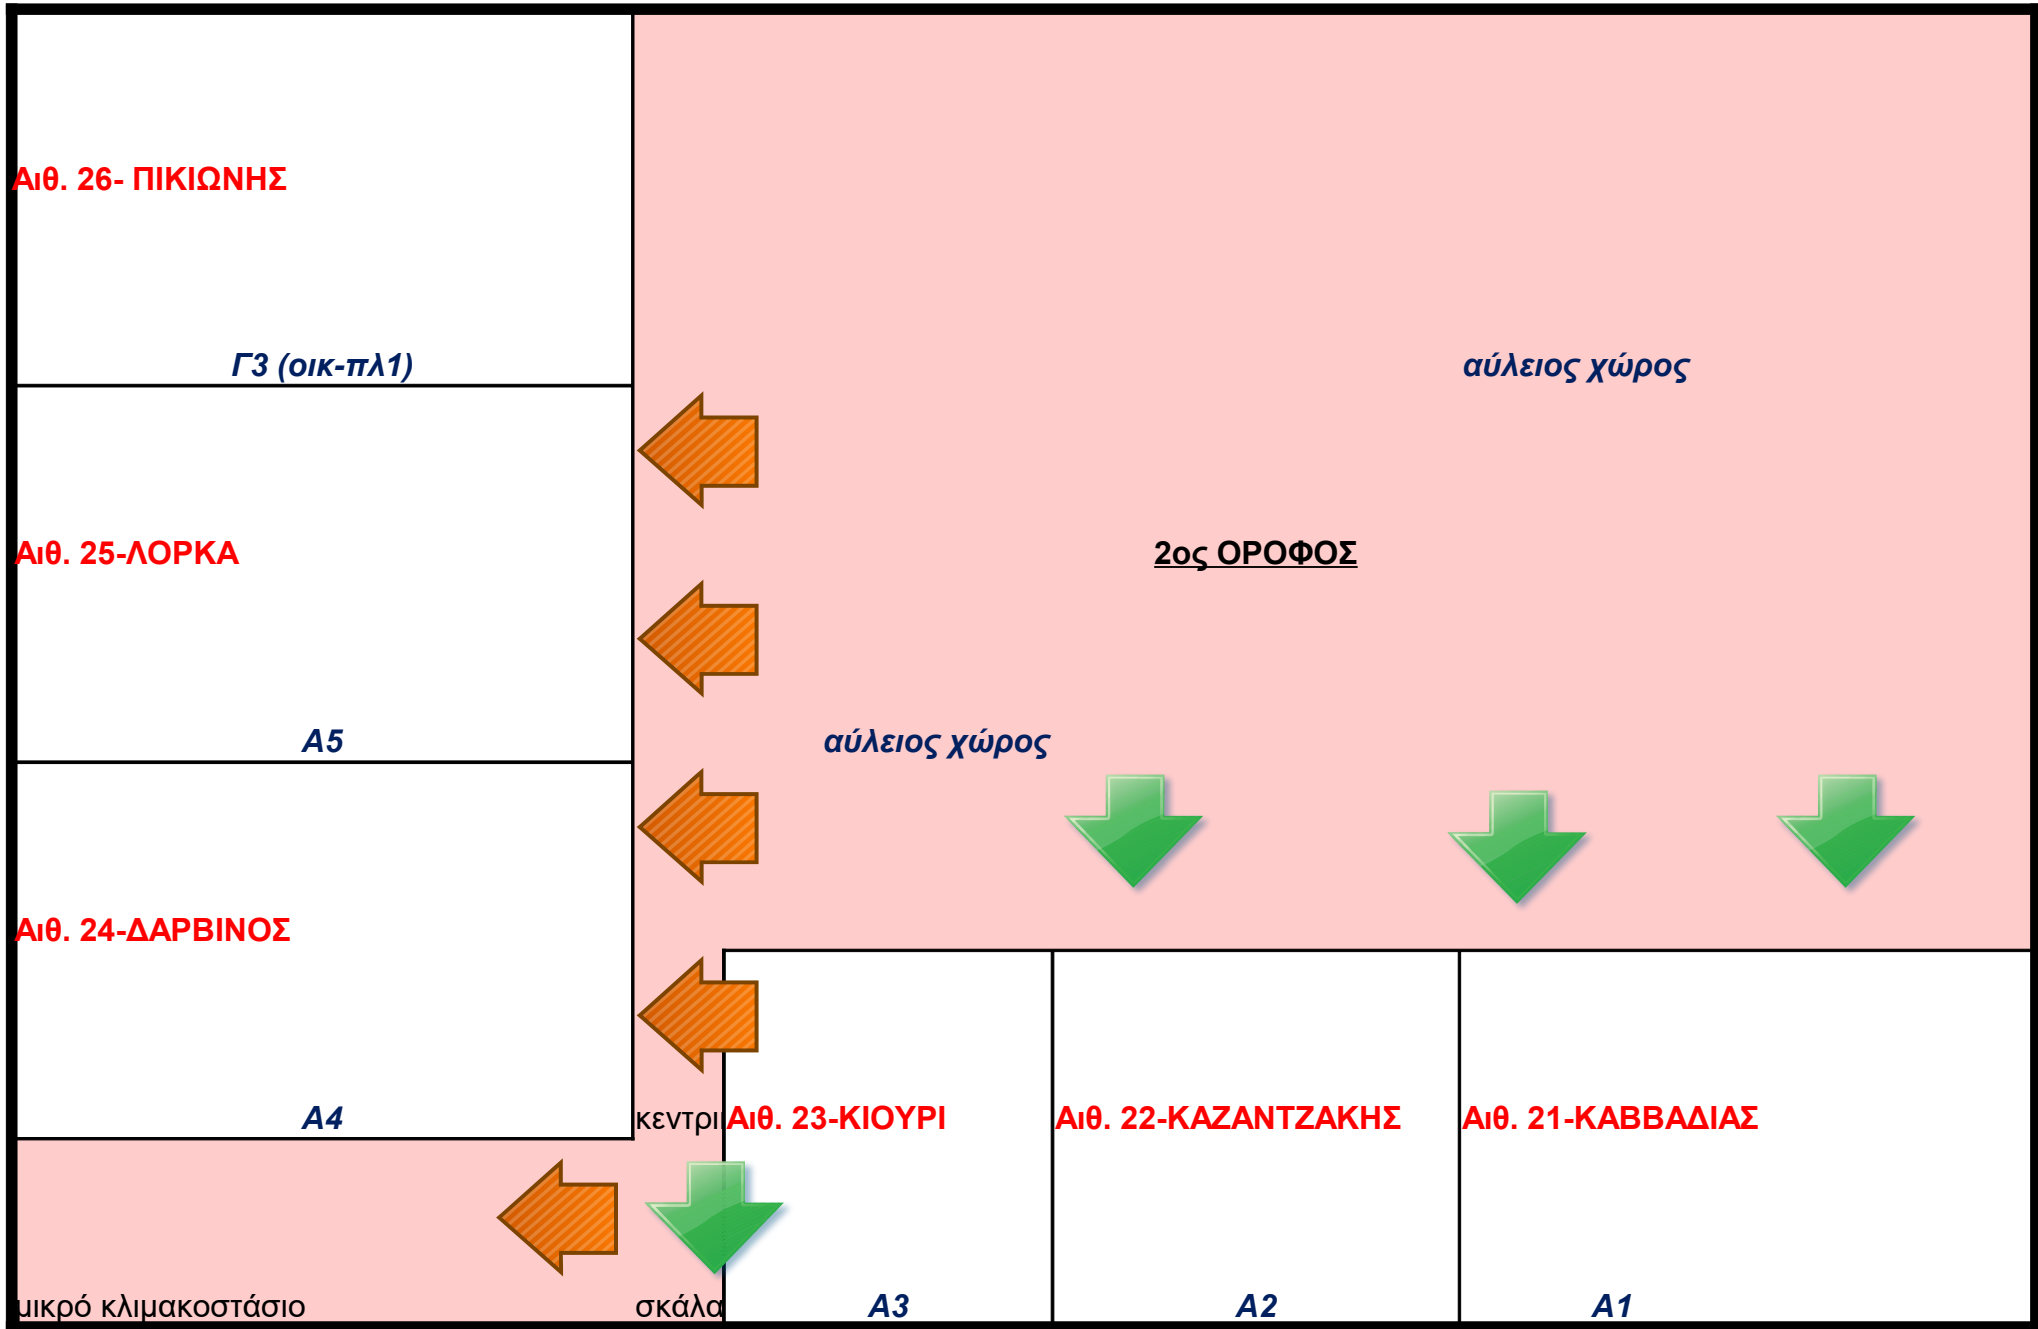 Αιθ. 26- ΠΙΚΙΩΝΗΣ
Γ3 (οικ-πλ1)
αύλειος χώρος
Αιθ. 25-ΛΟΡΚΑ
2ος ΟΡΟΦΟΣ
Α5
αύλειος χώρος
Αιθ. 24-ΔΑΡΒΙΝΟΣ
Α4
Αιθ. 23-ΚΙΟΥΡΙ
Αιθ. 22-ΚΑΖΑΝΤΖΑΚΗΣ
Αιθ. 21-ΚΑΒΒΑΔΙΑΣ
μικρό κλιμακοστάσιο
σκάλα
Α3
Α2
Α1